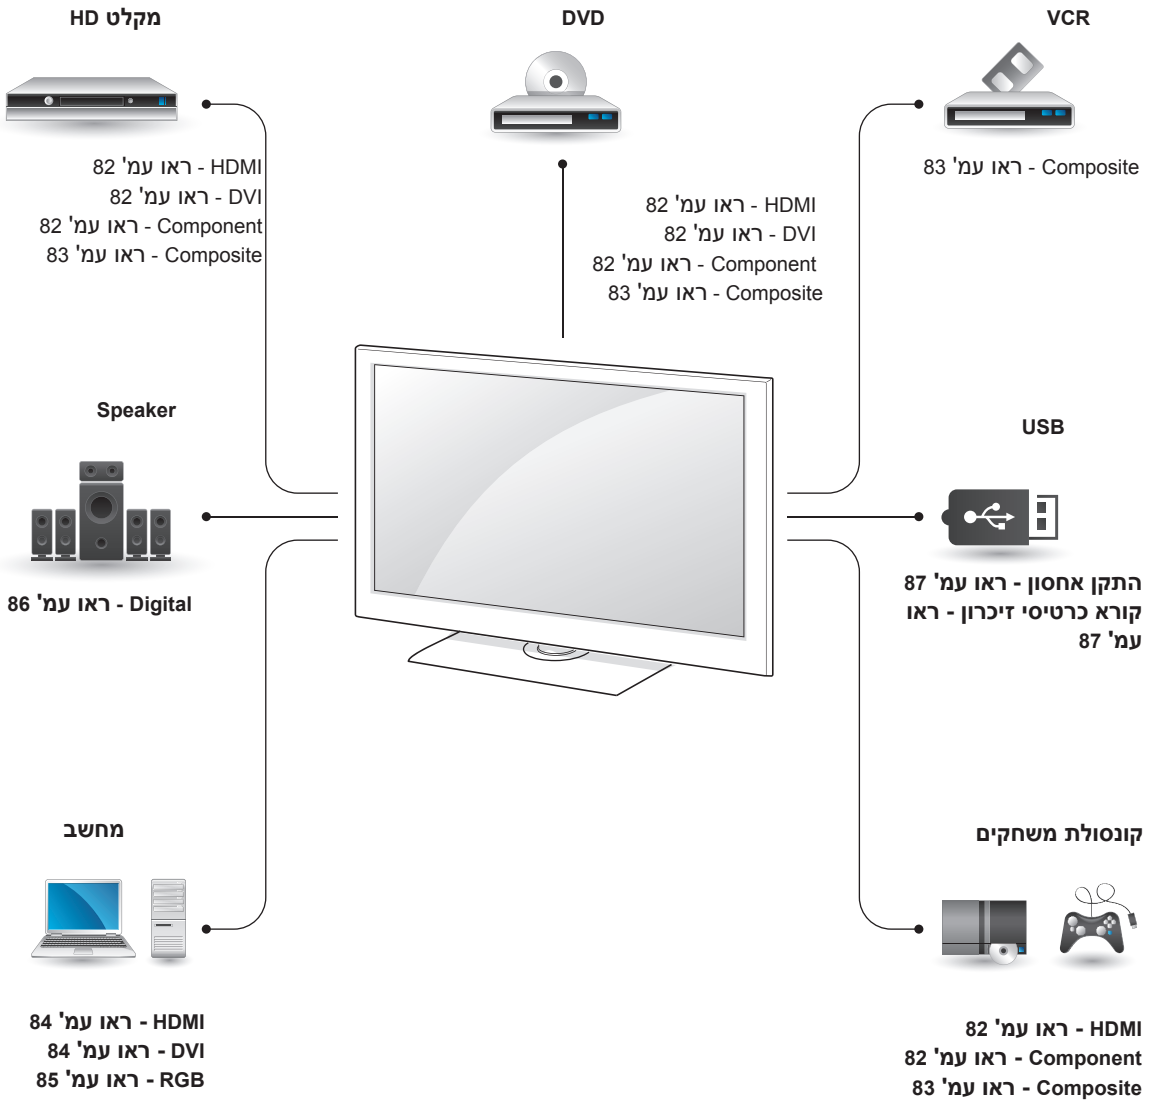 מקלט HD
HDMI - ראו עמ' 82
DVI - ראו עמ' 82
Component - ראו עמ' 82
Composite - ראו עמ' 83
DVD
HDMI - ראו עמ' 82
DVI - ראו עמ' 82
Component - ראו עמ' 82
Composite - ראו עמ' 83
VCR
Composite - ראו עמ' 83
Speaker
Digital - ראו עמ' 86
USB
התקן אחסון - ראו עמ' 87
קורא כרטיסי זיכרון - ראו
עמ' 87
מחשב
HDMI - ראו עמ' 84
DVI - ראו עמ' 84
RGB - ראו עמ' 85
קונסולת משחקים
HDMI - ראו עמ' 82
Component - ראו עמ' 82
Composite - ראו עמ' 83